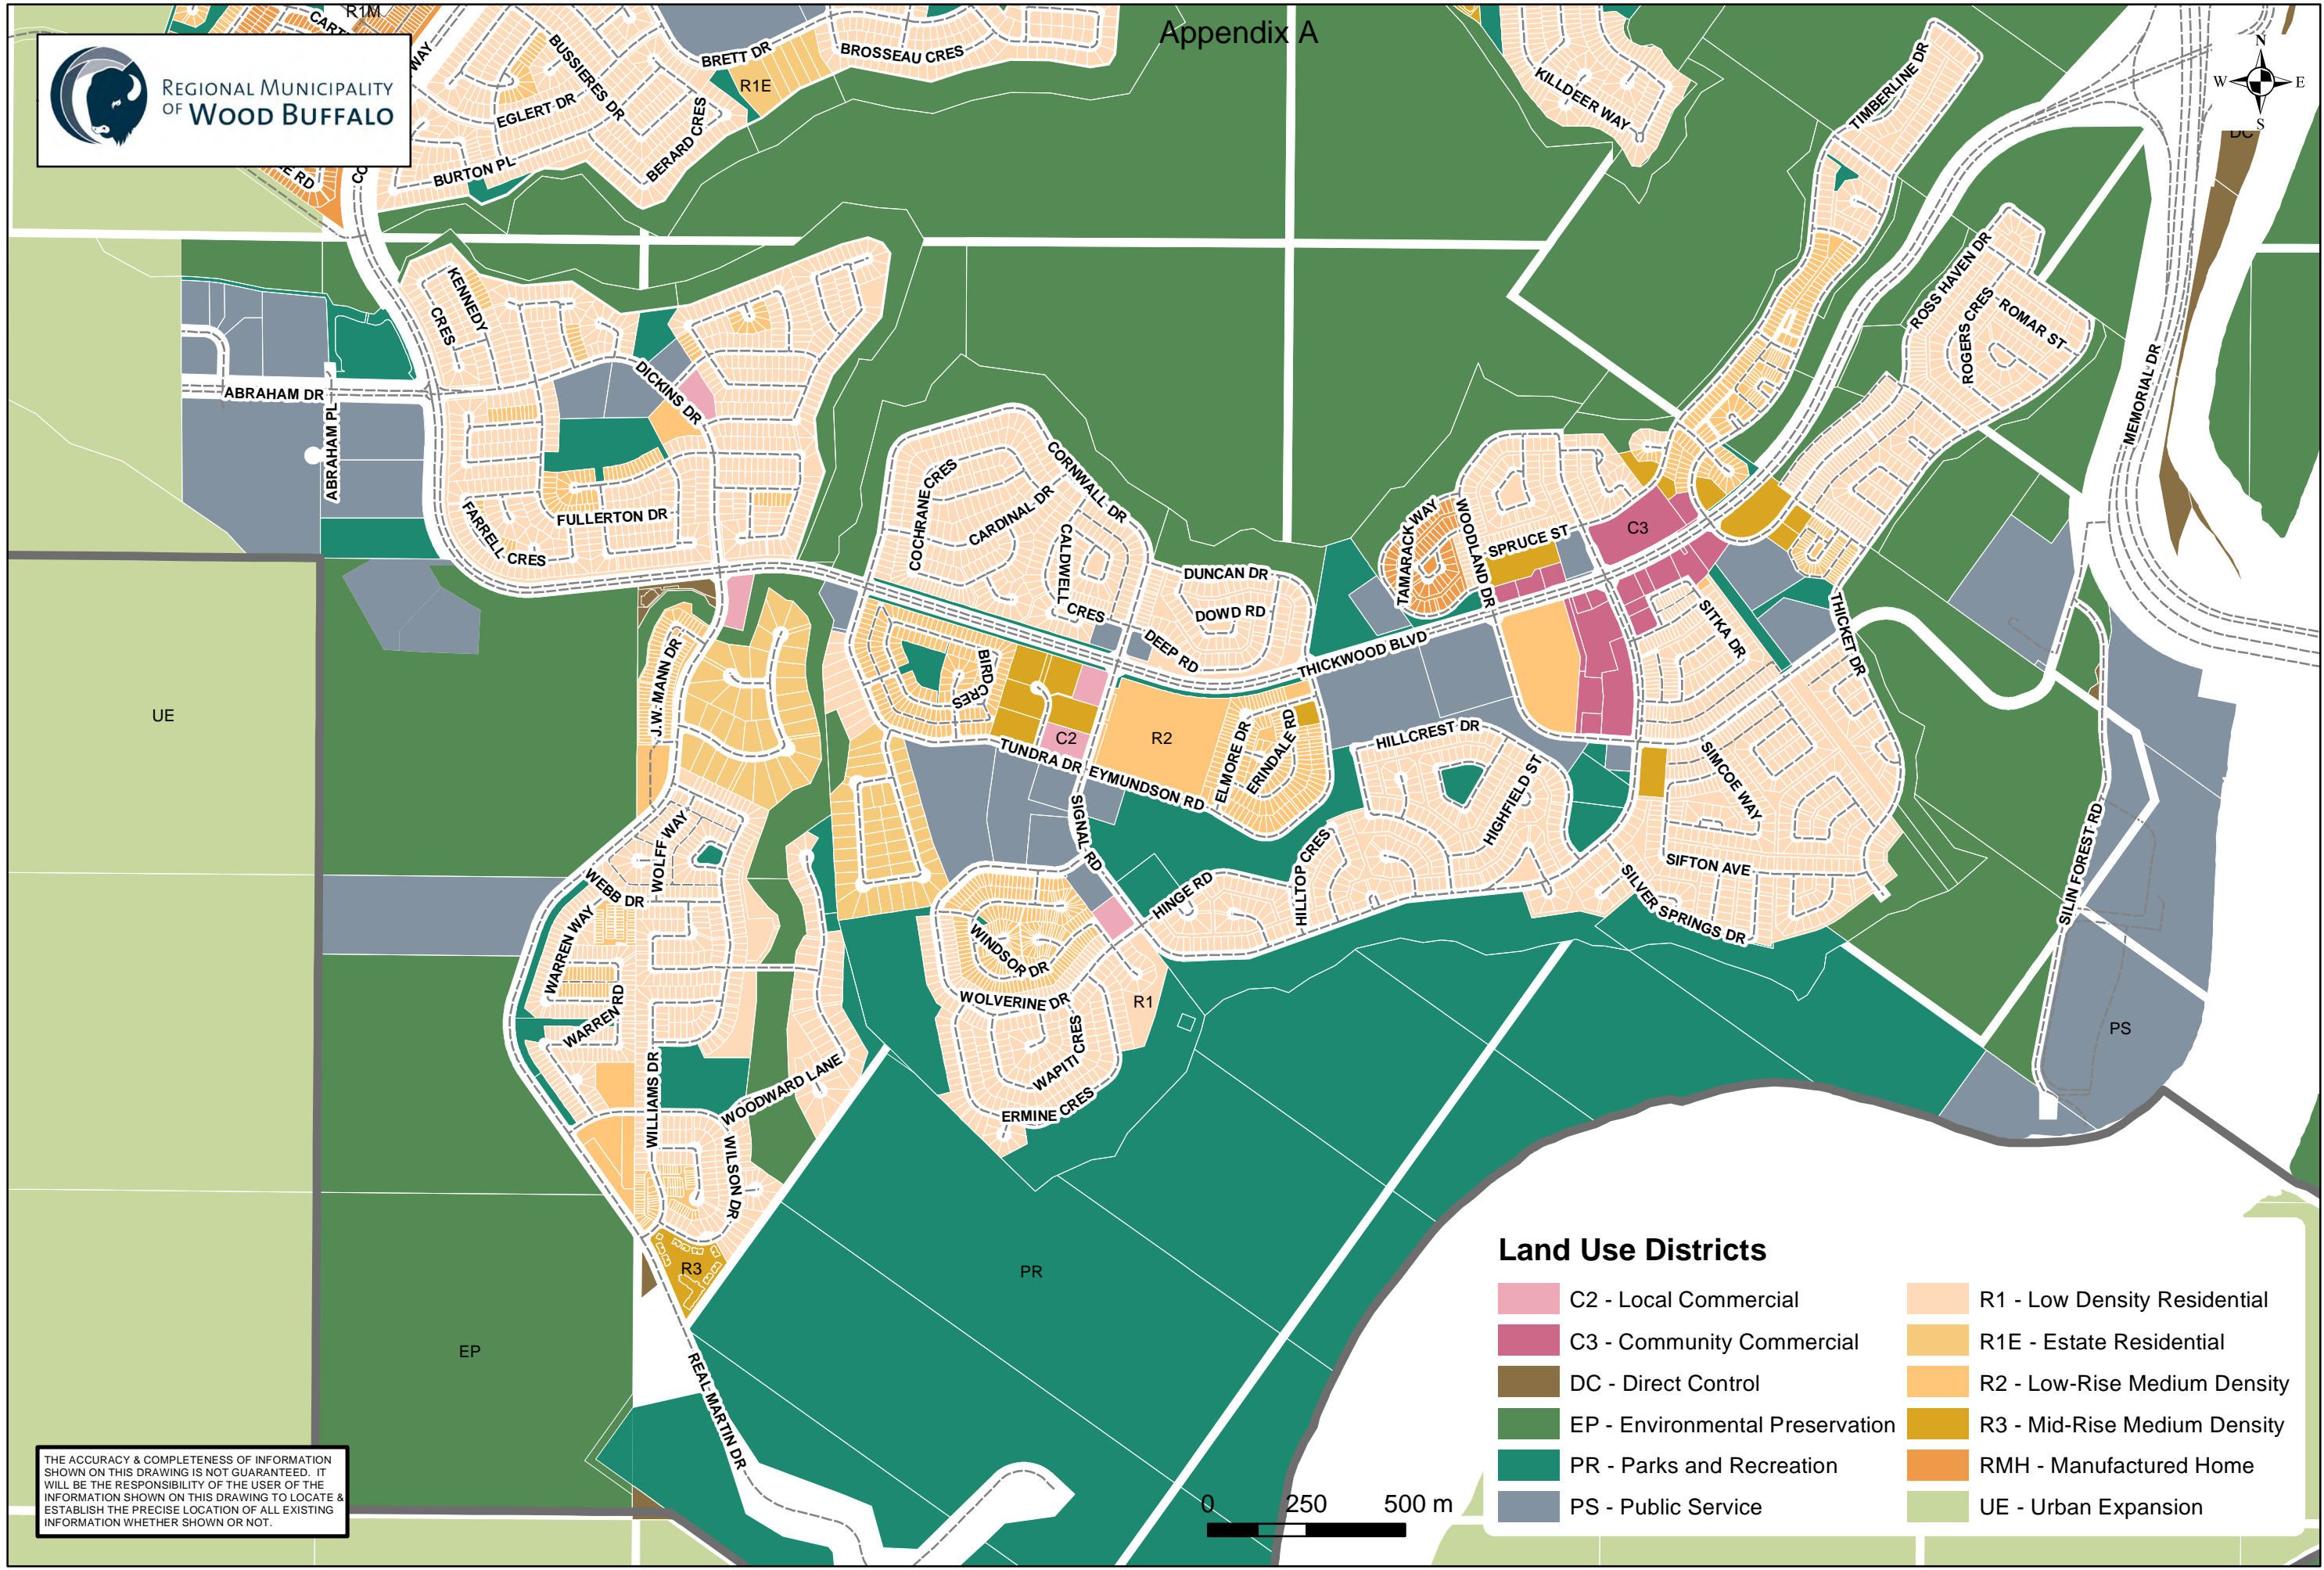 Appendix A
REGIONAL MUNICIPALITY
OF WOOD BUFFALO
R1M
WAY
BUSSIERES DR
EGLERT DR
BURTON PL
BERARD CRES
BRETT DR
BROSSEAU CRES
R1E
KILLDEER WAY
TIMBERLINE DR
N
W E
S
DC
E RD
KENNEDY
CRES
DICKINS DR
ABRAHAM DR
ABRAHAM PL
FARRELL CRES
FULLERTON DR
COCHRANE CRES
CARDINAL DR
CORNWALL DR
CALDWELL
CRES
DUNCAN DR
DOWD RD
DEEP RD
THICKWOOD BLVD
TAMARACK WAY
WOODLAND DR
SPRUCE ST
C3
ROSS HAVEN DR
ROGERS CRES
ROMAR ST
MEMORIAL DR
SITKA DR
THICKET DR
UE
J.W. MANN DR
BIRD
CRES
C2
R2
TUNDRA DR
EYMUNDSON RD
ELMORE DR
ERINDALE RD
HILLCREST DR
HIGHFIELD ST
SIMCOE WAY
SIFTON AVE
SILVER SPRINGS DR
SILIN FOREST RD
SIGNAL RD
HINGE RD
HILLTOP CRES
WOLFF WAY
WEBB DR
WARREN WAY
WARREN RD
WILLIAMS DR
WOODWARD LANE
WILSON DR
WINDSOR DR
WOLVERINE DR
WAPITI CRES
ERMINE CRES
R1
PS
PR
R3
EP
REAL MARTIN DR
Land Use Districts
C2 - Local Commercial
C3 - Community Commercial
DC - Direct Control
EP - Environmental Preservation
PR - Parks and Recreation
PS - Public Service
R1 - Low Density Residential
R1E - Estate Residential
R2 - Low-Rise Medium Density
R3 - Mid-Rise Medium Density
RMH - Manufactured Home
UE - Urban Expansion
0 250 500 m
THE ACCURACY & COMPLETENESS OF INFORMATION
SHOWN ON THIS DRAWING IS NOT GUARANTEED. IT
WILL BE THE RESPONSIBILITY OF THE USER OF THE
INFORMATION SHOWN ON THIS DRAWING TO LOCATE &
ESTABLISH THE PRECISE LOCATION OF ALL EXISTING
INFORMATION WHETHER SHOWN OR NOT.